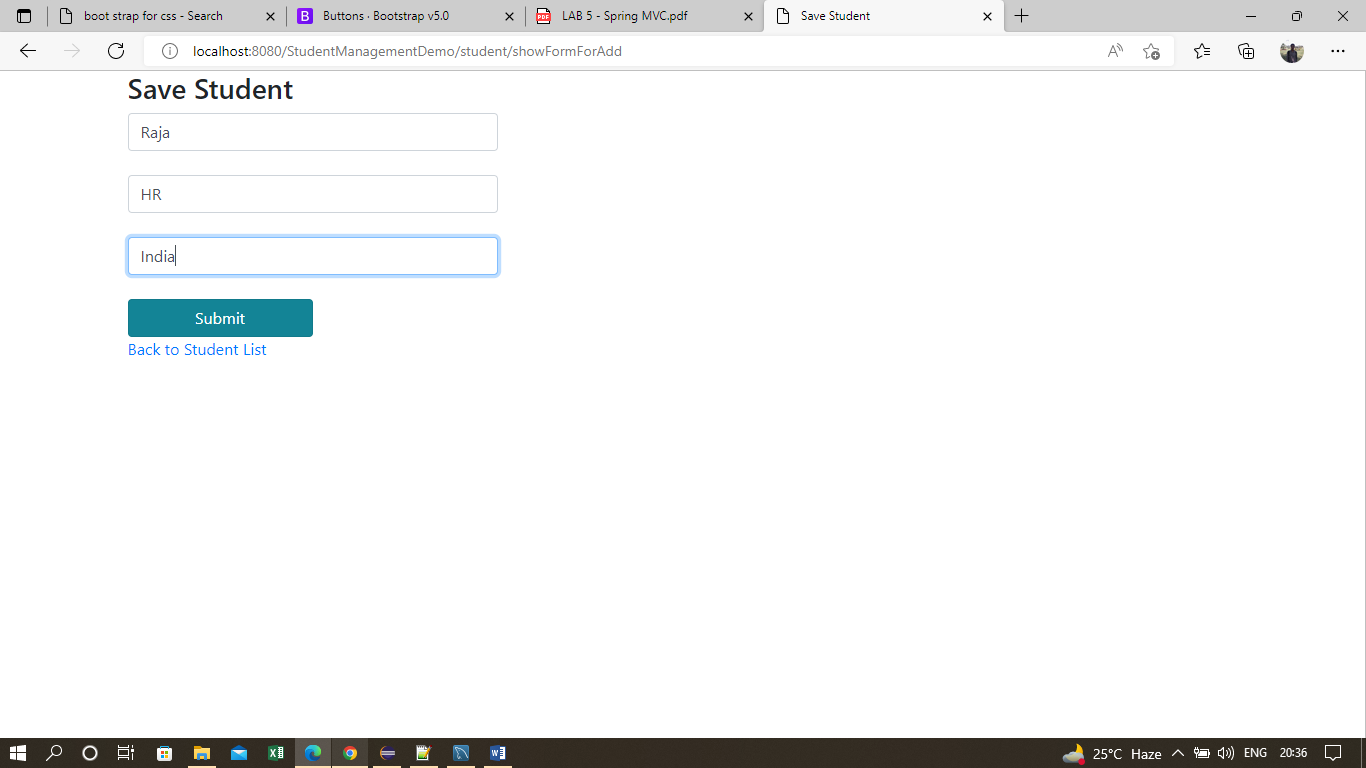 boot strap for css - Search
Buttons · Bootstrap v5.0
PDF
LAB 5 - Spring MVC.pdf
Save Student
localhost:8080/StudentManagementDemo/student/showFormForAdd
Save Student
Raja
HR
India
Submit
Back to Student List
25°C Haze ENG 20:36